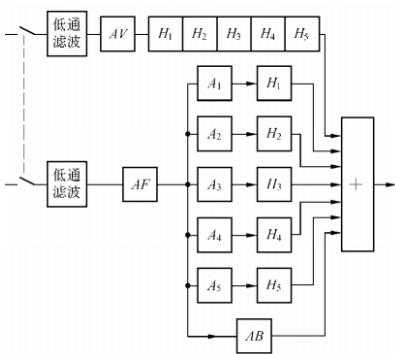 低通
滤波
AV
H₁ H₂ H₃ H₄ H₅
A₁ H₁
A₂ H₂
低通
滤波
AF
A₃ H₃
+
A₄ H₄
A₅ H₅
AB